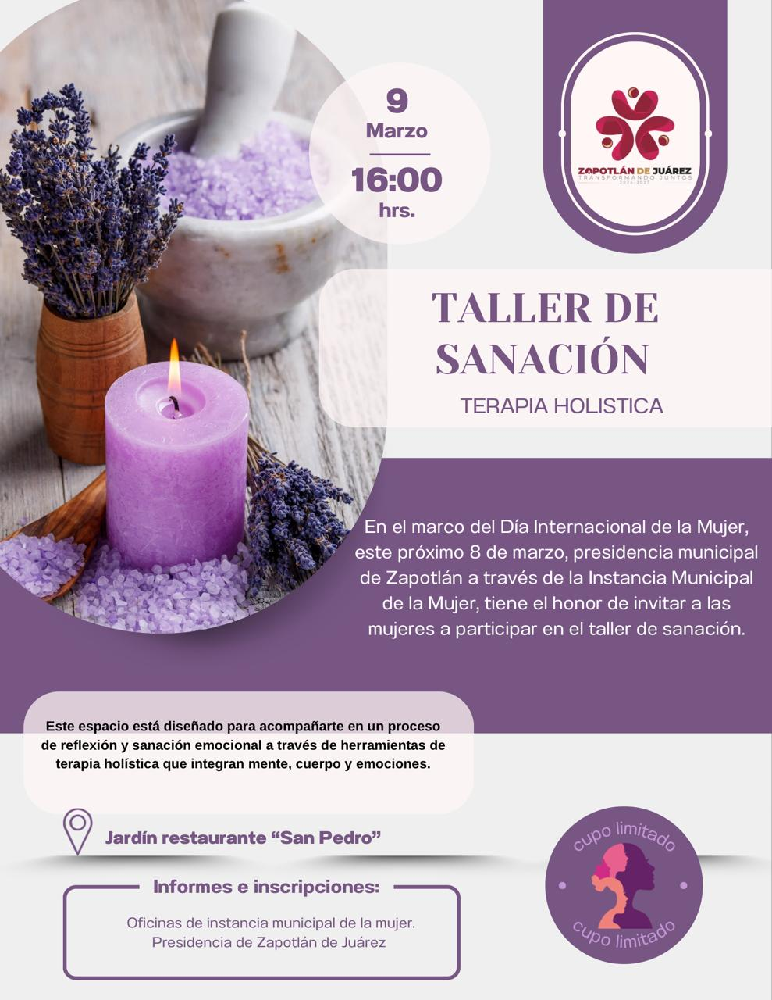 9
Marzo
16:00
hrs.
ZAPOTLÁN DE JUÁREZ
TRANSFORMANDO JUNTOS
2024-2027
TALLER DE
SANACIÓN
TERAPIA HOLISTICA
En el marco del Día Internacional de la Mujer,
este próximo 8 de marzo, presidencia municipal
de Zapotlán a través de la Instancia Municipal
de la Mujer, tiene el honor de invitar a las
mujeres a participar en el taller de sanación.
Este espacio está diseñado para acompañarte en un proceso
de reflexión y sanación emocional a través de herramientas de
terapia holística que integran mente, cuerpo y emociones.
Jardín restaurante “San Pedro”
Informes e inscripciones:
Oficinas de instancia municipal de la mujer.
Presidencia de Zapotlán de Juárez
cupo limitado
cupo limitado